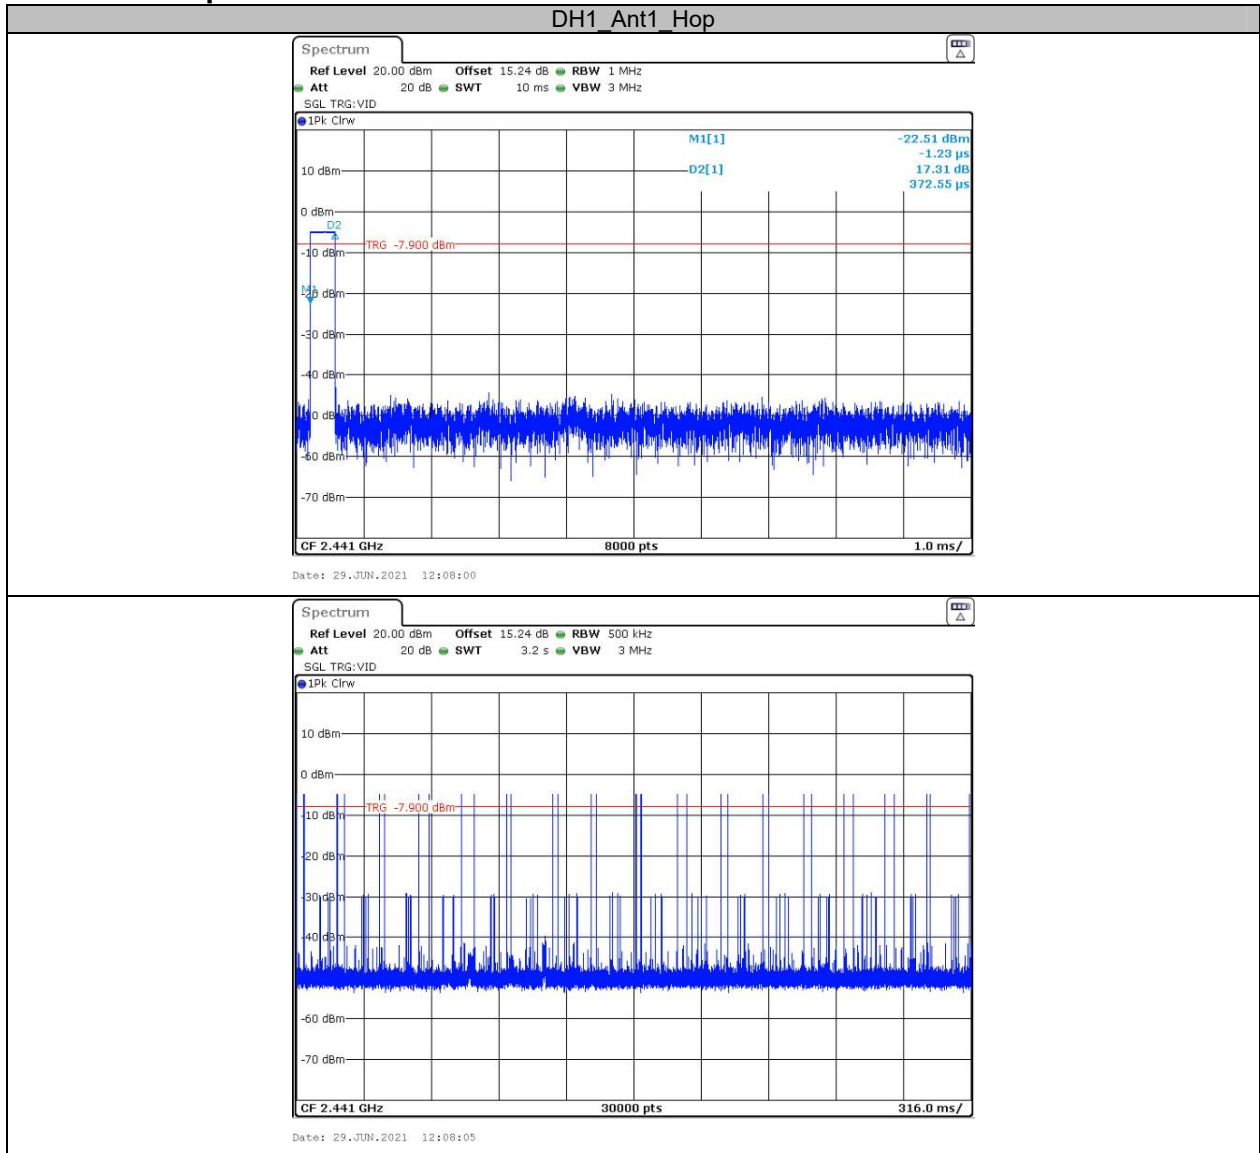 DH1_Ant1_Hop
Spectrum
Ref Level 20.00 dBm Offset 15.24 dB RBW 1 MHz
Att 20 dB SWT 10 ms VBW 3 MHz
SGL TRG:VID
1Pk Clrw
M1[1] -22.51 dBm
-1.23 µs
D2[1] 17.31 dB
372.55 µs
10 dBm
0 dBm
D2
TRG -7.900 dBm
-10 dBm
M1
-20 dBm
-30 dBm
-40 dBm
-60 dBm
-70 dBm
CF 2.441 GHz 8000 pts 1.0 ms/
Date: 29.JUN.2021 12:08:00
Spectrum
Ref Level 20.00 dBm Offset 15.24 dB RBW 500 kHz
Att 20 dB SWT 3.2 s VBW 3 MHz
SGL TRG:VID
1Pk Clrw
10 dBm
0 dBm
TRG -7.900 dBm
-10 dBm
-20 dBm
-30 dBm
-40 dBm
-60 dBm
-70 dBm
CF 2.441 GHz 30000 pts 316.0 ms/
Date: 29.JUN.2021 12:08:05